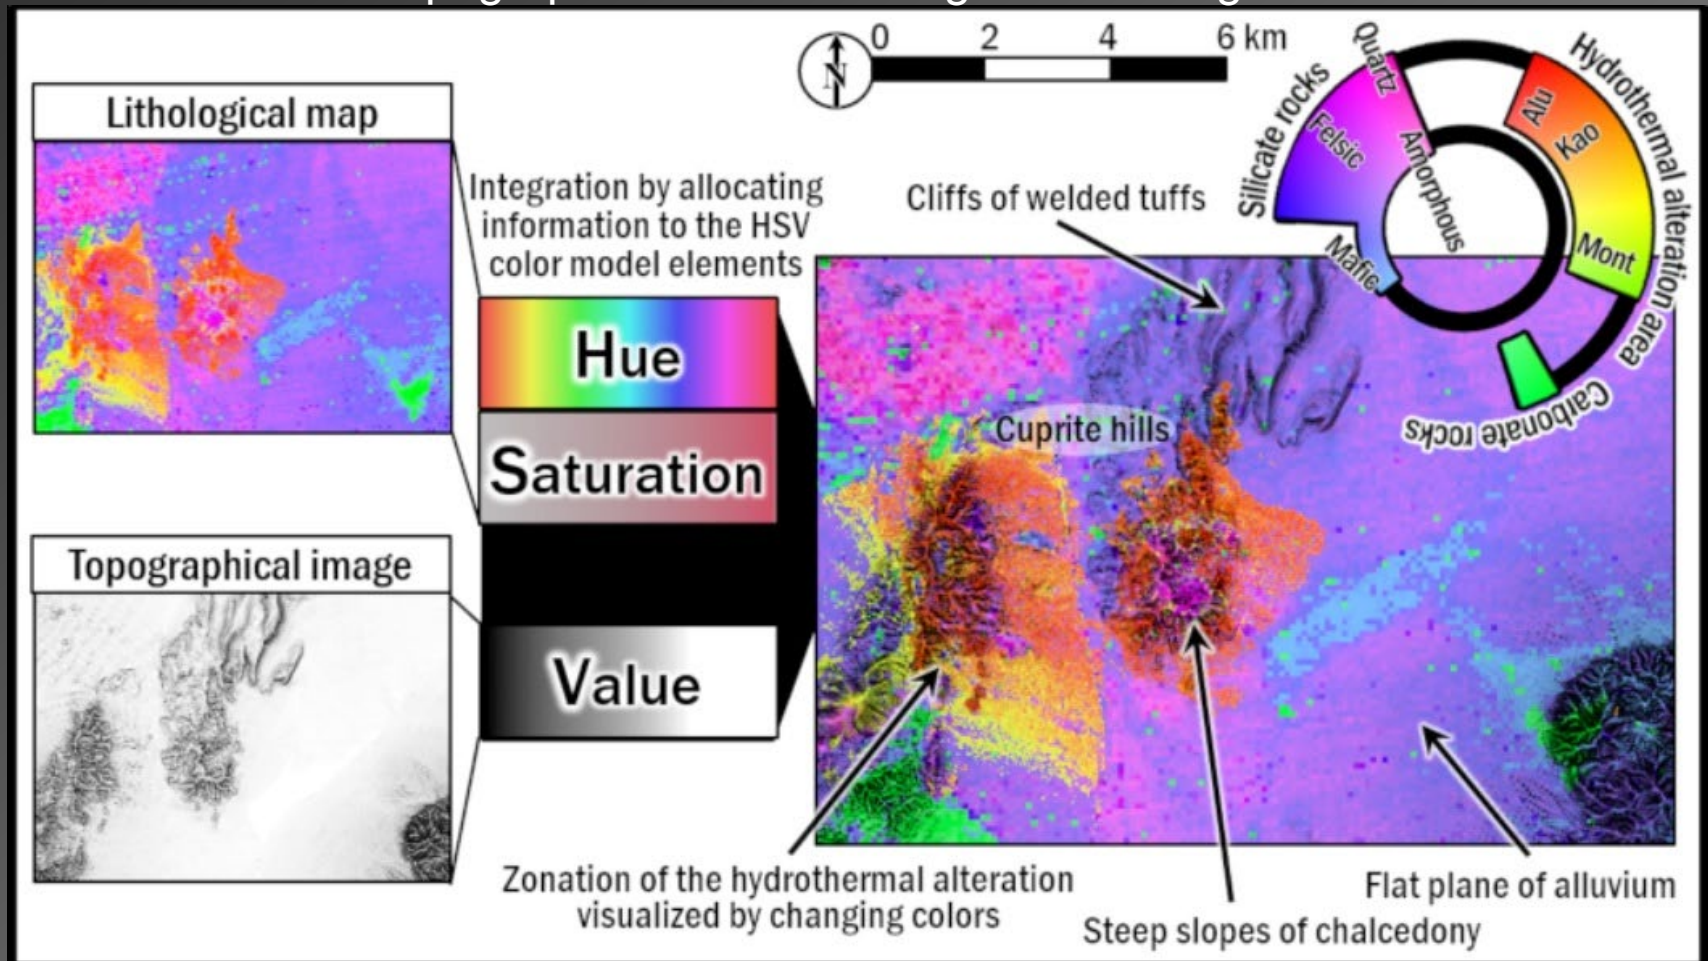 0 2 4 6 km
N
Lithological map
Integration by allocating
information to the HSV
color model elements
Hue
Saturation
Value
Topographical image
Cliffs of welded tuffs
Cuprite hills
Silicate rocks
Quartz
Felsic
Amorphous
Mafic
Hydrothermal alteration area
Alu
Kao
Mont
Carbonate rocks
Zonation of the hydrothermal alteration
visualized by changing colors
Steep slopes of chalcedony
Flat plane of alluvium